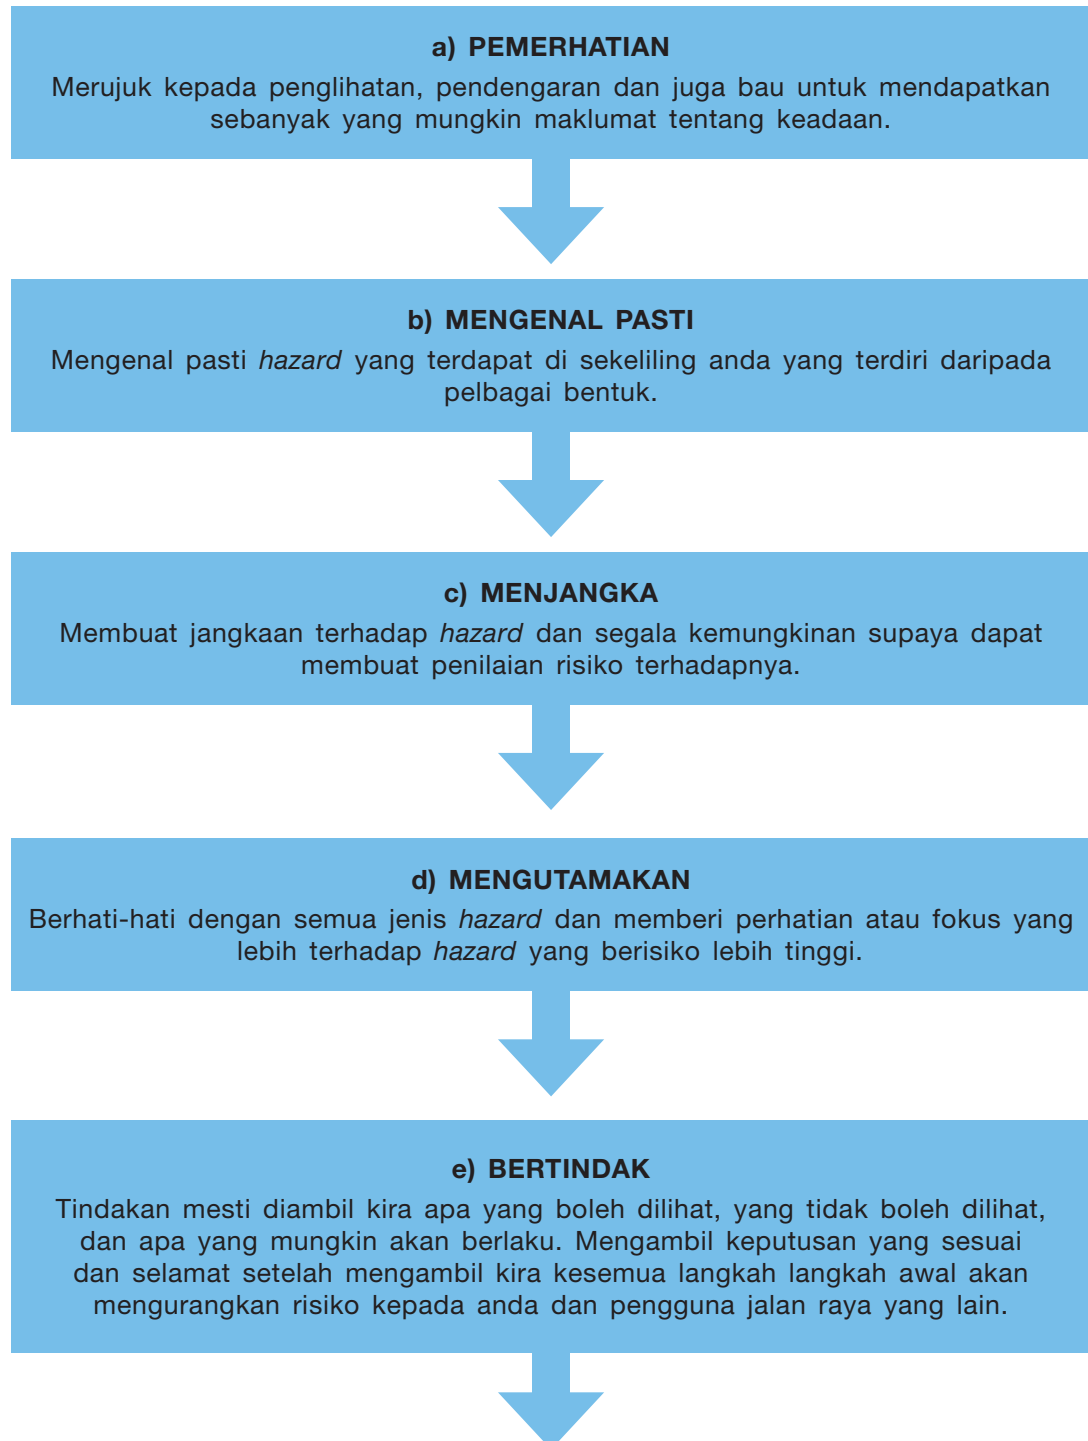 a) PEMERHATIAN
Merujuk kepada penglihatan, pendengaran dan juga bau untuk mendapatkan
sebanyak yang mungkin maklumat tentang keadaan.
b) MENGENAL PASTI
Mengenal pasti hazard yang terdapat di sekeliling anda yang terdiri daripada
pelbagai bentuk.
c) MENJANGKA
Membuat jangkaan terhadap hazard dan segala kemungkinan supaya dapat
membuat penilaian risiko terhadapnya.
d) MENGUTAMAKAN
Berhati-hati dengan semua jenis hazard dan memberi perhatian atau fokus yang
lebih terhadap hazard yang berisiko lebih tinggi.
e) BERTINDAK
Tindakan mesti diambil kira apa yang boleh dilihat, yang tidak boleh dilihat,
dan apa yang mungkin akan berlaku. Mengambil keputusan yang sesuai
dan selamat setelah mengambil kira kesemua langkah langkah awal akan
mengurangkan risiko kepada anda dan pengguna jalan raya yang lain.